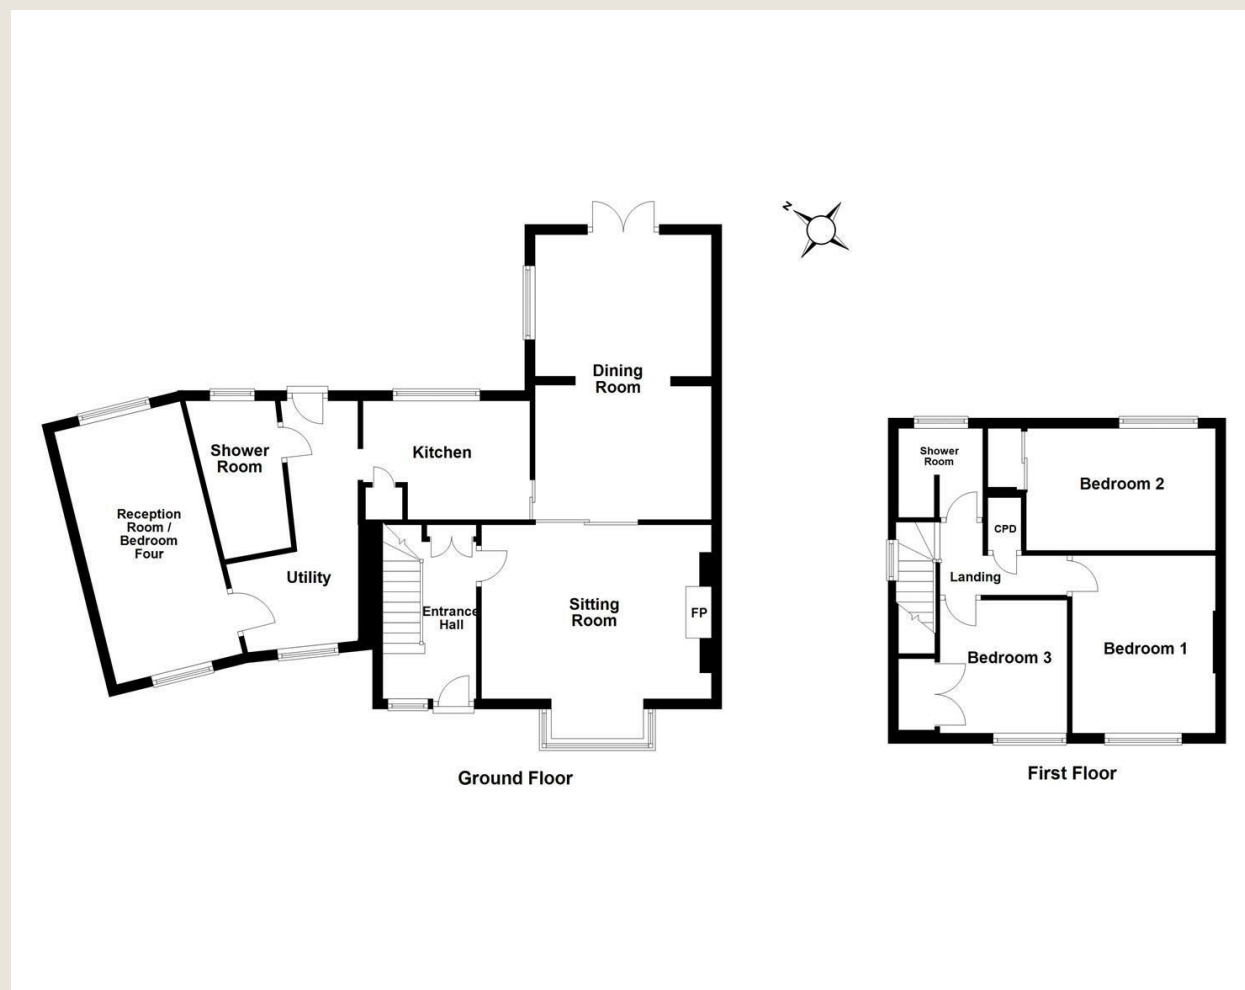 N
Dining
Room
Shower
Room
Kitchen
Reception
Room /
Bedroom
Four
Utility
Entrance
Hall
Sitting
Room
FP
Ground Floor
Shower
Room
Bedroom 2
CPD
Landing
Bedroom 3
Bedroom 1
First Floor